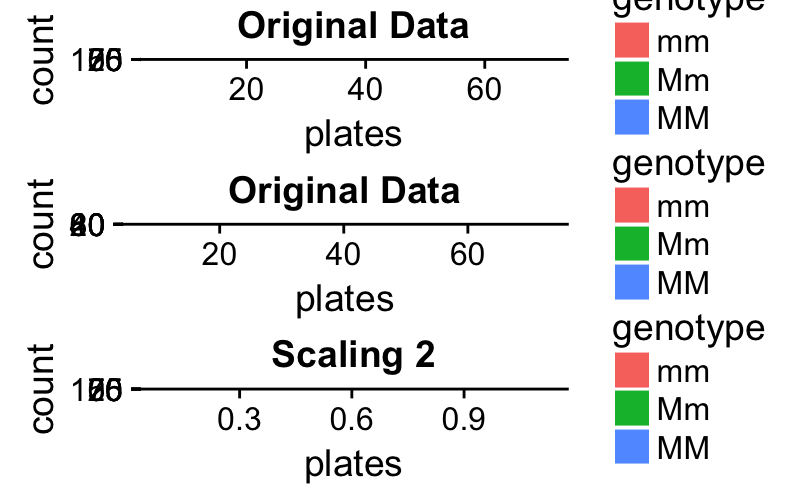 Original Data
count
20 40 60
plates
genotype
mm
Mm
MM
Original Data
count
20 40 60
plates
genotype
mm
Mm
MM
Scaling 2
count
0.3 0.6 0.9
plates
genotype
mm
Mm
MM